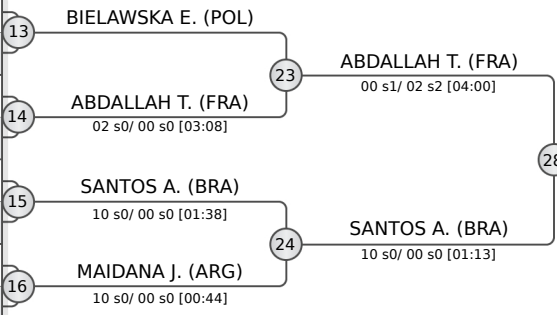 BIELAWSKA E. (POL)
13
23
ABDALLAH T. (FRA)
00 s1/ 02 s2 [04:00]
ABDALLAH T. (FRA)
14
02 s0/ 00 s0 [03:08]
28
SANTOS A. (BRA)
15
10 s0/ 00 s0 [01:38]
24
SANTOS A. (BRA)
10 s0/ 00 s0 [01:13]
MAIDANA J. (ARG)
16
10 s0/ 00 s0 [00:44]